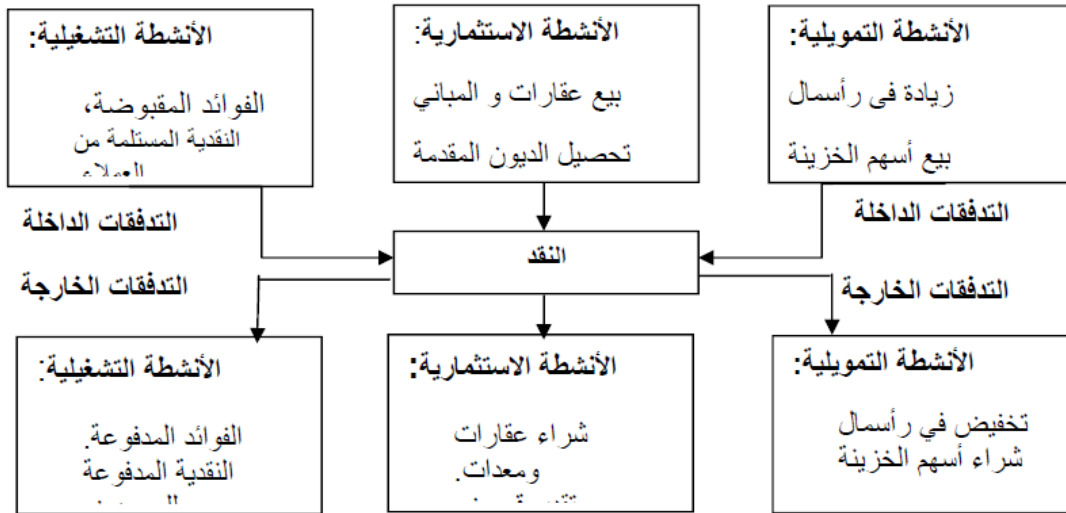 الأنشطة التمويلية:
زيادة فى رأسمال
بيع أسهم الخزينة
الأنشطة الاستثمارية:
بيع عقارات و المباني
تحصيل الديون المقدمة
الأنشطة التشغيلية:
الفوائد المقبوضة،
النقدية المستلمة من
العملاء
التدفقات الداخلة
التدفقات الداخلة
النقد
التدفقات الخارجة
التدفقات الخارجة
الأنشطة التمويلية:
تخفيض في رأسمال
شراء أسهم الخزينة
الأنشطة الاستثمارية:
شراء عقارات
ومعدات.
الأنشطة التشغيلية:
الفوائد المدفوعة.
النقدية المدفوعة